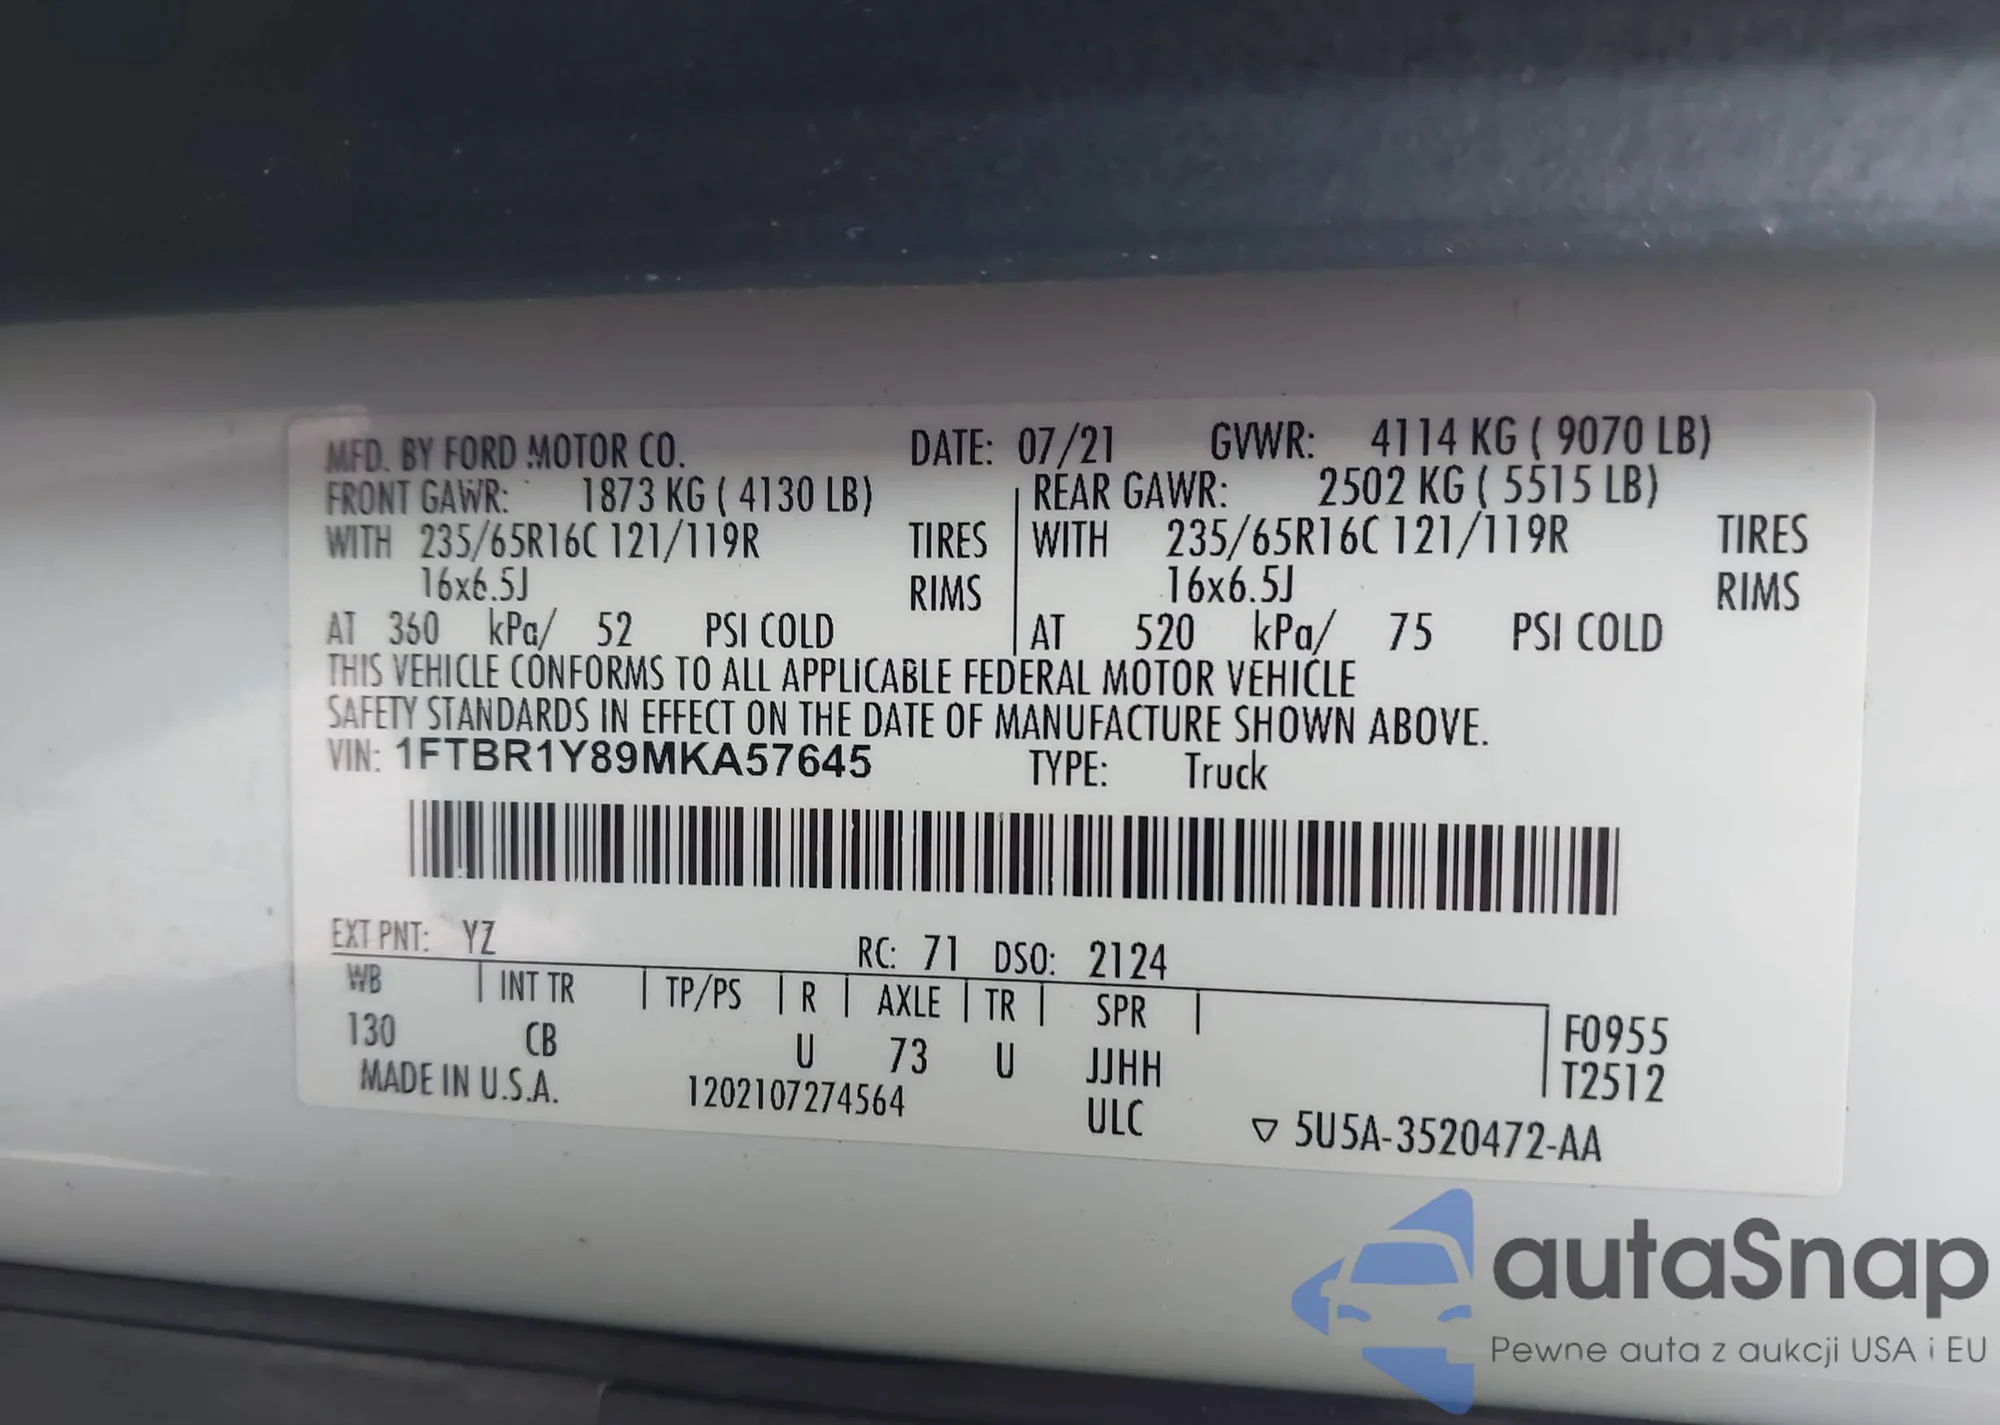 MFD. BY FORD MOTOR CO. DATE: 07/21 GVWR: 4114 KG ( 9070 LB)
FRONT GAWR: 1873 KG ( 4130 LB) REAR GAWR: 2502 KG ( 5515 LB)
WITH 235/65R16C 121/119R TIRES WITH 235/65R16C 121/119R TIRES
16x6.5J RIMS 16x6.5J RIMS
AT 360 kPa/ 52 PSI COLD AT 520 kPa/ 75 PSI COLD
THIS VEHICLE CONFORMS TO ALL APPLICABLE FEDERAL MOTOR VEHICLE
SAFETY STANDARDS IN EFFECT ON THE DATE OF MANUFACTURE SHOWN ABOVE.
VIN: 1FTBR1Y89MKA57645 TYPE: Truck
EXT PNT: YZ RC: 71 DSO: 2124
WB INT TR TP/PS R AXLE TR SPR F0955
130 CB U 73 U JJHH T2512
MADE IN U.S.A. 1202107274564 ULC ▽ 5U5A-3520472-AA
autaSnap
Pewne auta z aukcji USA i EU